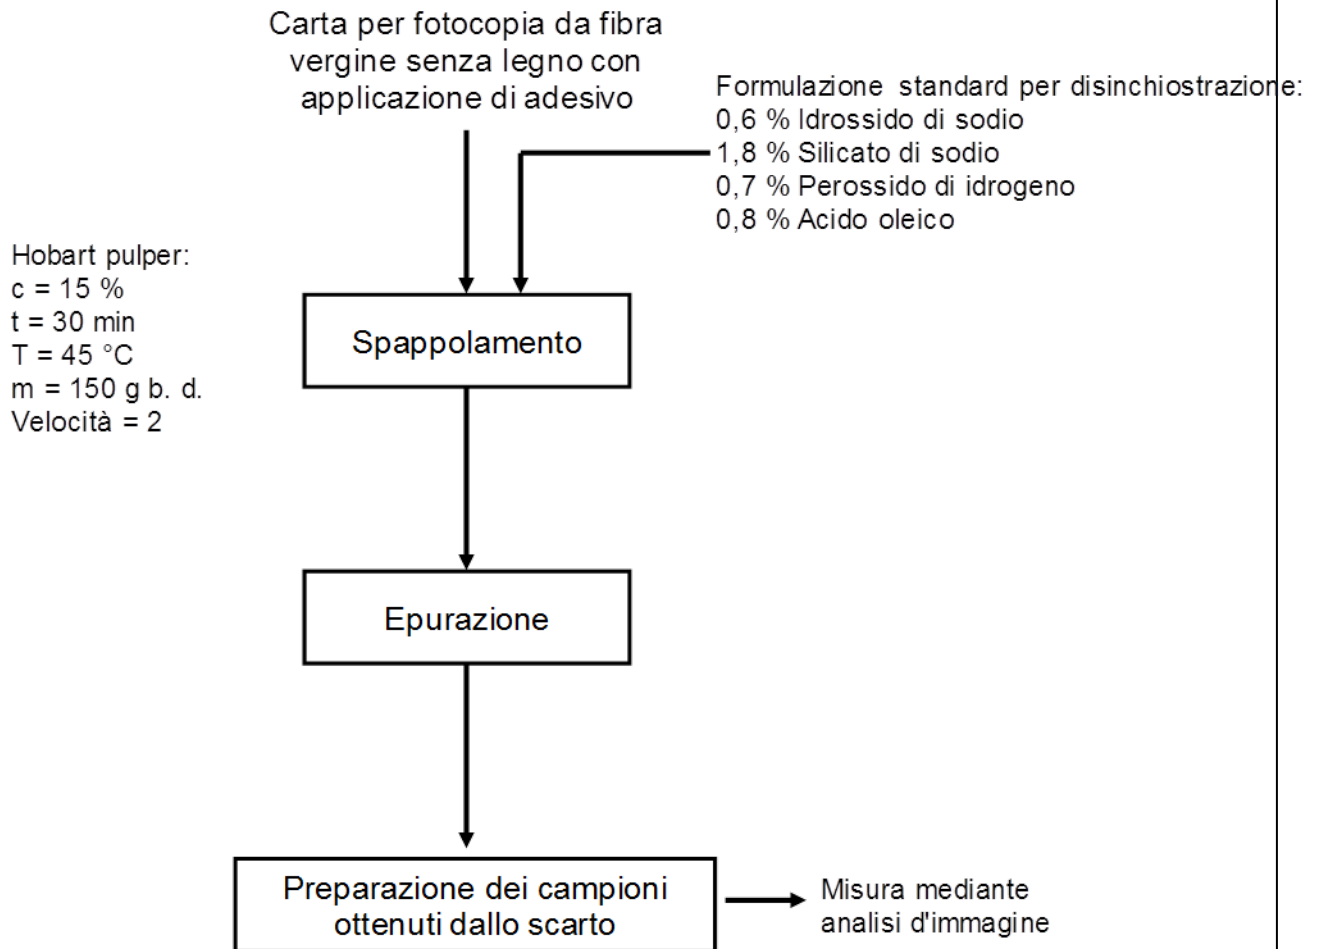 Carta per fotocopia da fibra
vergine senza legno con
applicazione di adesivo
Formulazione standard per disinchiostrazione:
0,6 % Idrossido di sodio
1,8 % Silicato di sodio
0,7 % Perossido di idrogeno
0,8 % Acido oleico
Hobart pulper:
c = 15 %
t = 30 min
T = 45 °C
m = 150 g b. d.
Velocità = 2
Spappolamento
Epurazione
Preparazione dei campioni
ottenuti dallo scarto
Misura mediante
analisi d'immagine